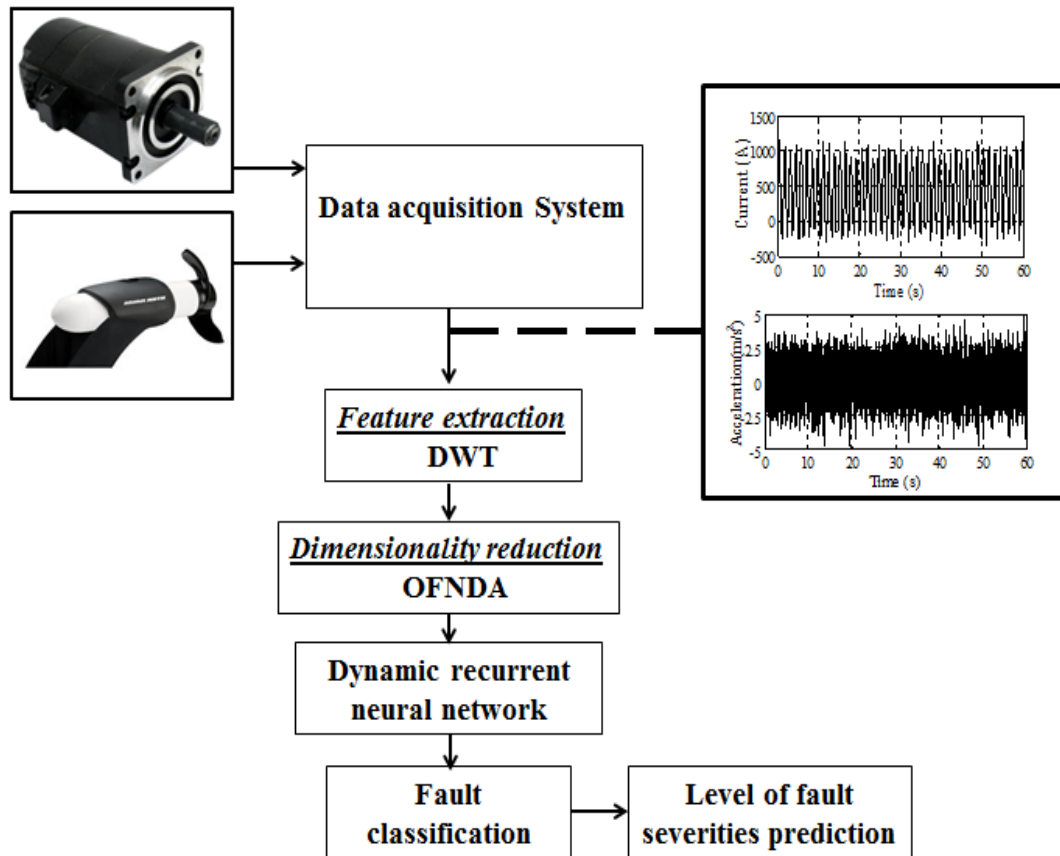 Data acquisition System
1500
1000
500
0
-500
Current (A)
0 10 20 30 40 50 60
Time (s)
5
2.5
0
-2.5
-5
Acceleration(m/s²)
0 10 20 30 40 50 60
Time (s)
Feature extraction
DWT
Dimensionality reduction
OFNDA
Dynamic recurrent
neural network
Fault
classification
Level of fault
severities prediction